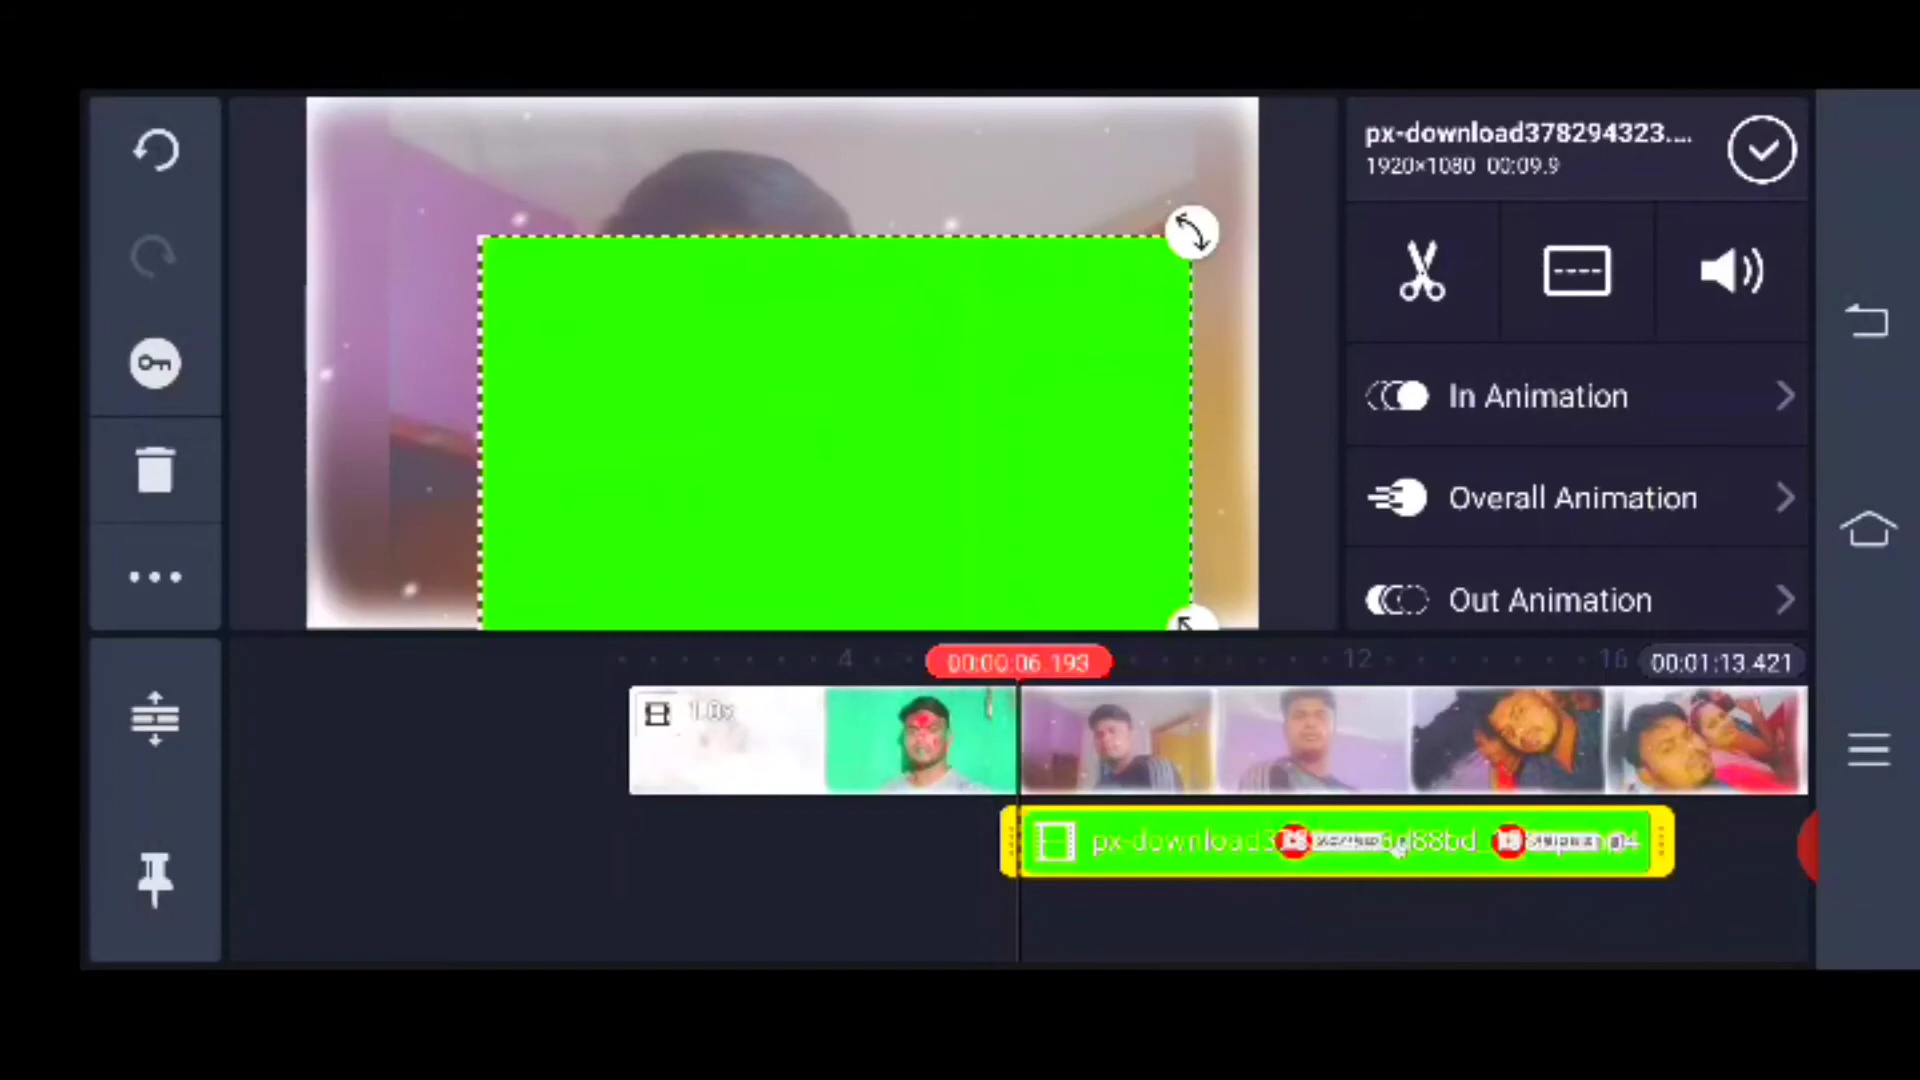 px-download378294323....
1920×1080 00:09.9
In Animation
Overall Animation
Out Animation
4
00:00:06.193
12
16
00:01:13.421
1.0x